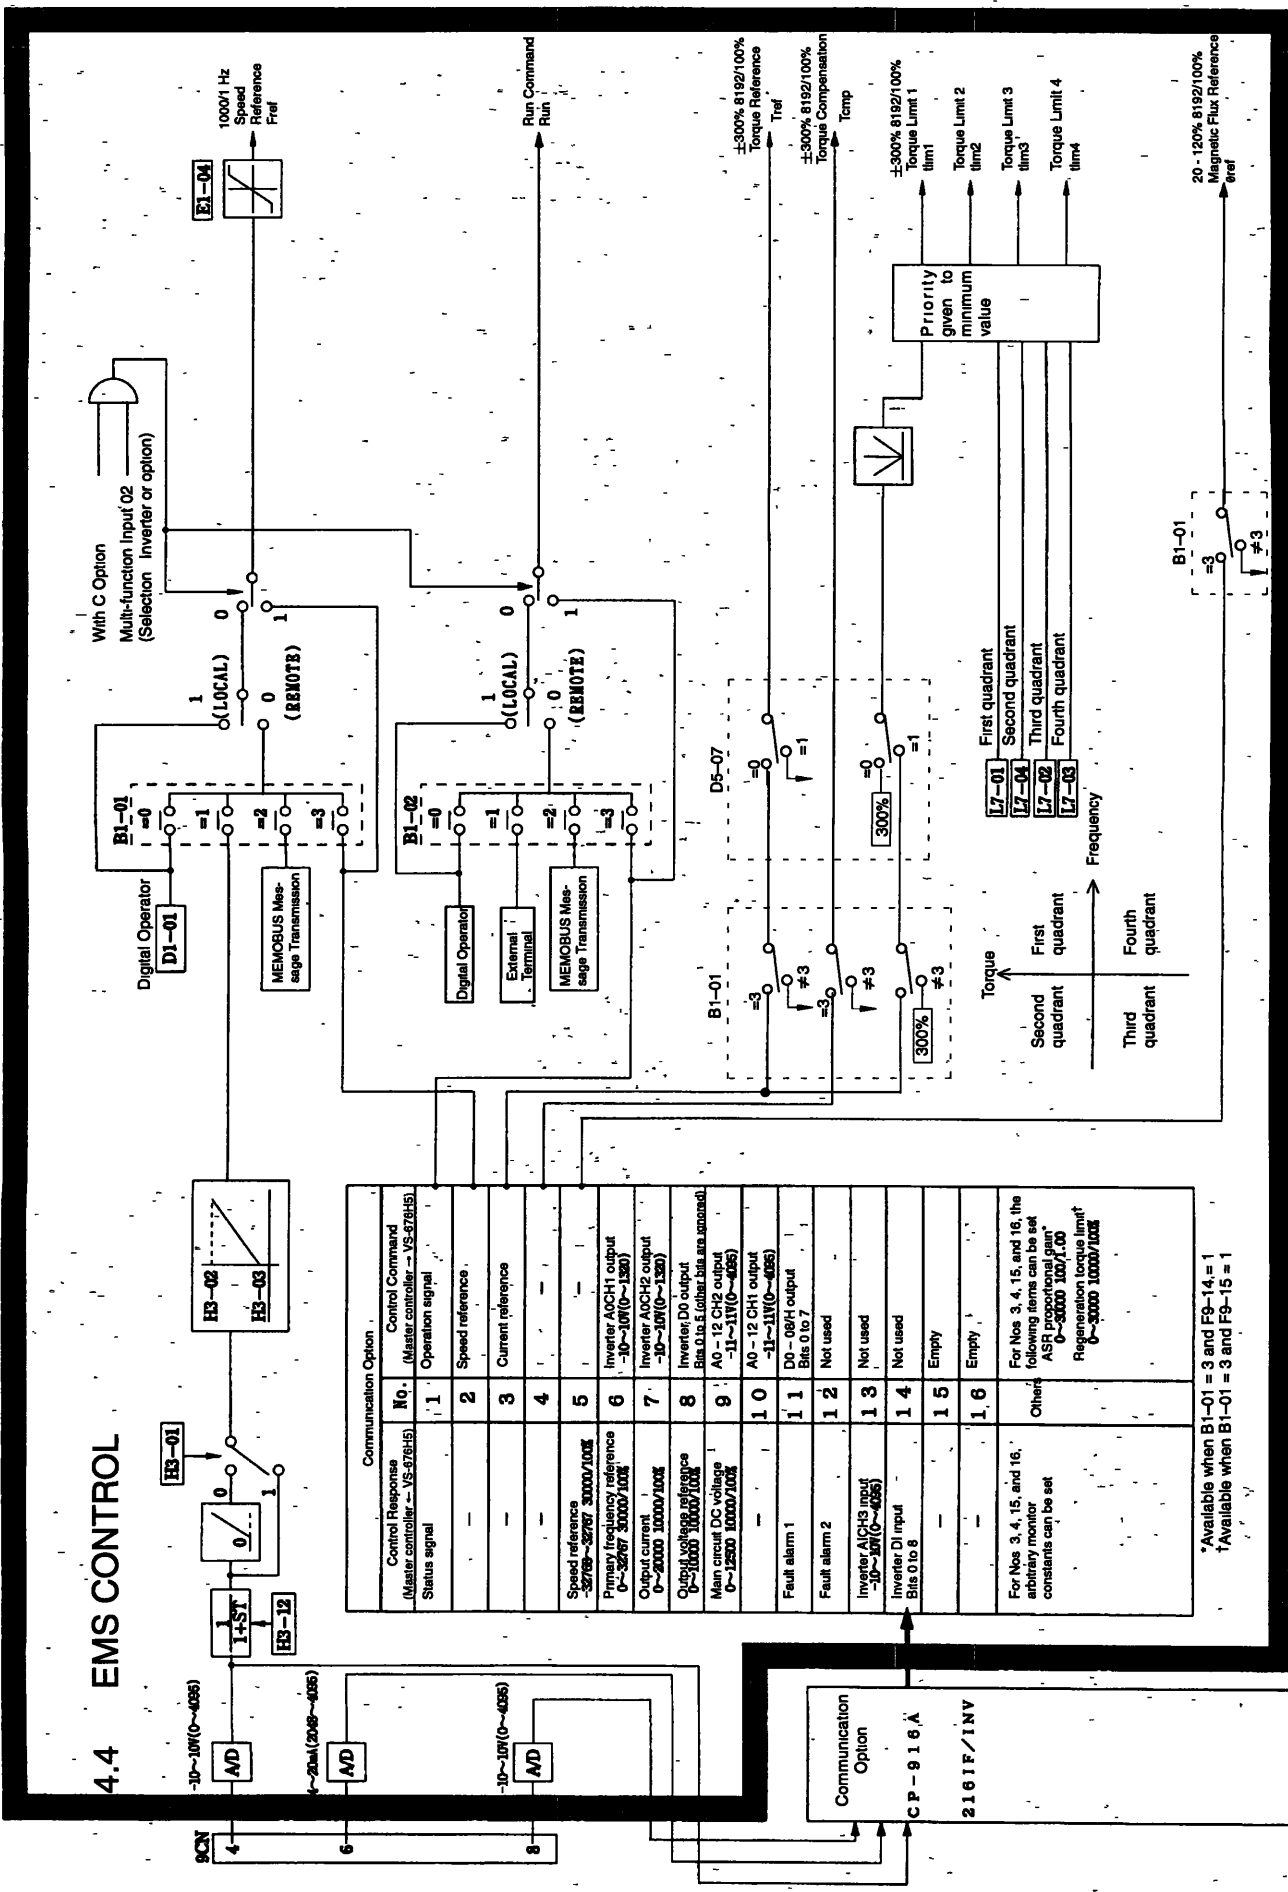 4.4 EMS CONTROL
9CN
4
6
8
-10~10V(0~4095)
A/D
4~20mA(2048~4095)
A/D
-10~10V(0~4095)
A/D
1
1+ST
H3-12
0
H3-01
0
1
H3-02
H3-03
Digital Operator
D1-01
MEMOBUS Mes-
sage Transmission
B1-01
=0
=1
=2
=3
1
(LOCAL)
0
(REMOTE)
0
1
With C Option
Multi-function Input 02
(Selection Inverter or option)
E1-04
1000/1 Hz
Speed
Reference
Fref
Digital Operator
External
Terminal
MEMOBUS Mes-
sage Transmission
B1-02
=0
=1
=2
=3
1
(LOCAL)
0
(REMOTE)
0
1
Run Command
Run
Communication Option
Control Response
(Master controller ← VS-676H5)
No.
Control Command
(Master controller → VS-676H5)
Status signal
1
Operation signal
—
2
Speed reference
—
3
Current reference
—
4
—
Speed reference
-32768~32767 30000/100%
5
—
Primary frequency reference
0~32767 30000/100%
6
Inverter AOCH1 output
-10~10V(0~1320)
Output current
0~20000 10000/100%
7
Inverter AOCH2 output
-10~10V(0~1320)
Output voltage reference
0~10000 10000/100%
8
Inverter D0 output
Bits 0 to 5 (other bits are ignored)
Main circuit DC voltage
0~12500 10000/100%
9
A0 - 12 CH2 output
-11~11V(0~4095)
—
10
A0 - 12 CH1 output
-11~11V(0~4095)
Fault alarm 1
11
D0 - 08/H output
Bits 0 to 7
Fault alarm 2
12
Not used
Inverter AICH3 input
-10~10V(0~4095)
13
Not used
Inverter DI input
Bits 0 to 8
14
Not used
—
15
Empty
—
16
Empty
For Nos 3, 4, 15, and 16,
arbitrary monitor
constants can be set
Others
For Nos 3, 4, 15, and 16, the
following items can be set
ASR proportional gain*
0~30000 100/1.00
Regeneration torque limit†
0~30000 10000/100%
*Available when B1-01 = 3 and F9-14 = 1
†Available when B1-01 = 3 and F9-15 = 1
B1-01
=3
≠3
=3
≠3
≠3
300%
D5-07
=0
=1
=0
=1
300%
±300% 8192/100%
Torque Reference
Tref
±300% 8192/100%
Torque Compensation
Tcmp
Priority
given to
minimum
value
±300% 8192/100%
Torque Limit 1
tlim1
Torque Limit 2
tlim2
Torque Limit 3
tlim3
Torque Limit 4
tlim4
L7-01
First quadrant
L7-04
Second quadrant
L7-02
Third quadrant
L7-03
Fourth quadrant
Torque
Frequency
Second
quadrant
First
quadrant
Third
quadrant
Fourth
quadrant
B1-01
=3
≠3
20 - 120% 8192/100%
Magnetic Flux Reference
Communication
Option
CP-916A
216IF/INV